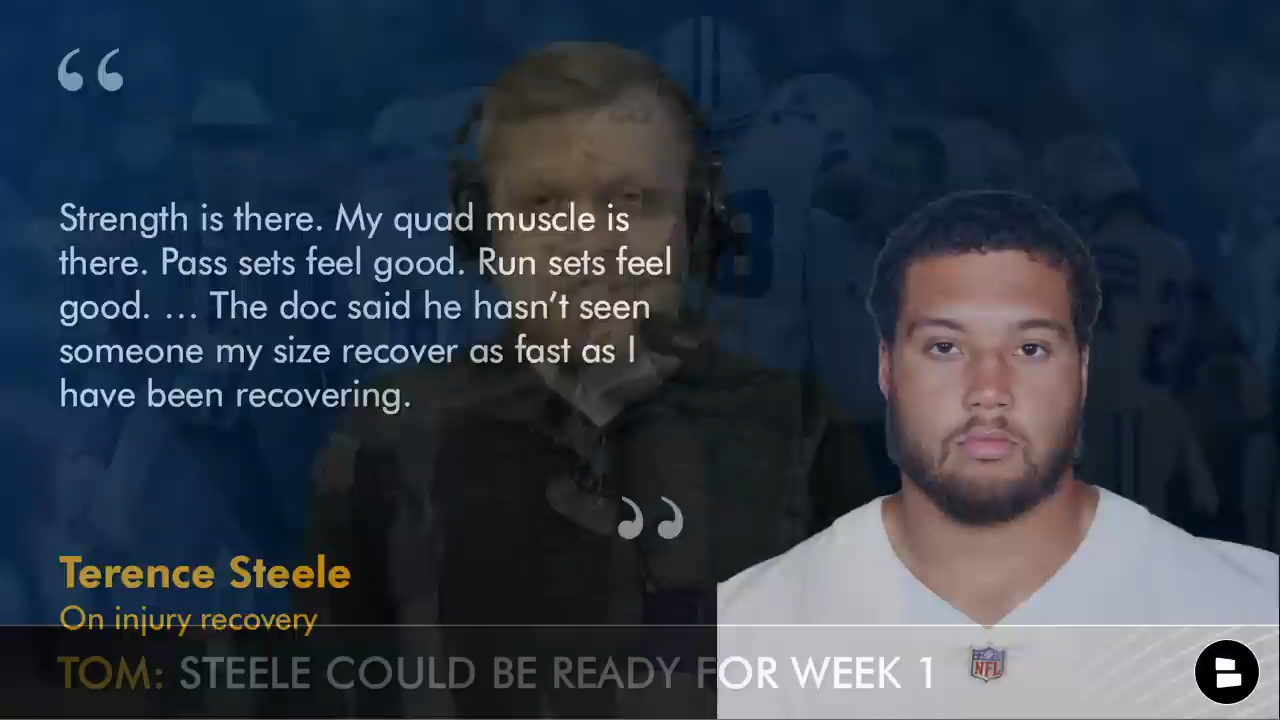 “
Strength is there. My quad muscle is
there. Pass sets feel good. Run sets feel
good. … The doc said he hasn’t seen
someone my size recover as fast as I
have been recovering.
”
Terence Steele
On injury recovery
TOM: STEELE COULD BE READY FOR WEEK 1
NFL